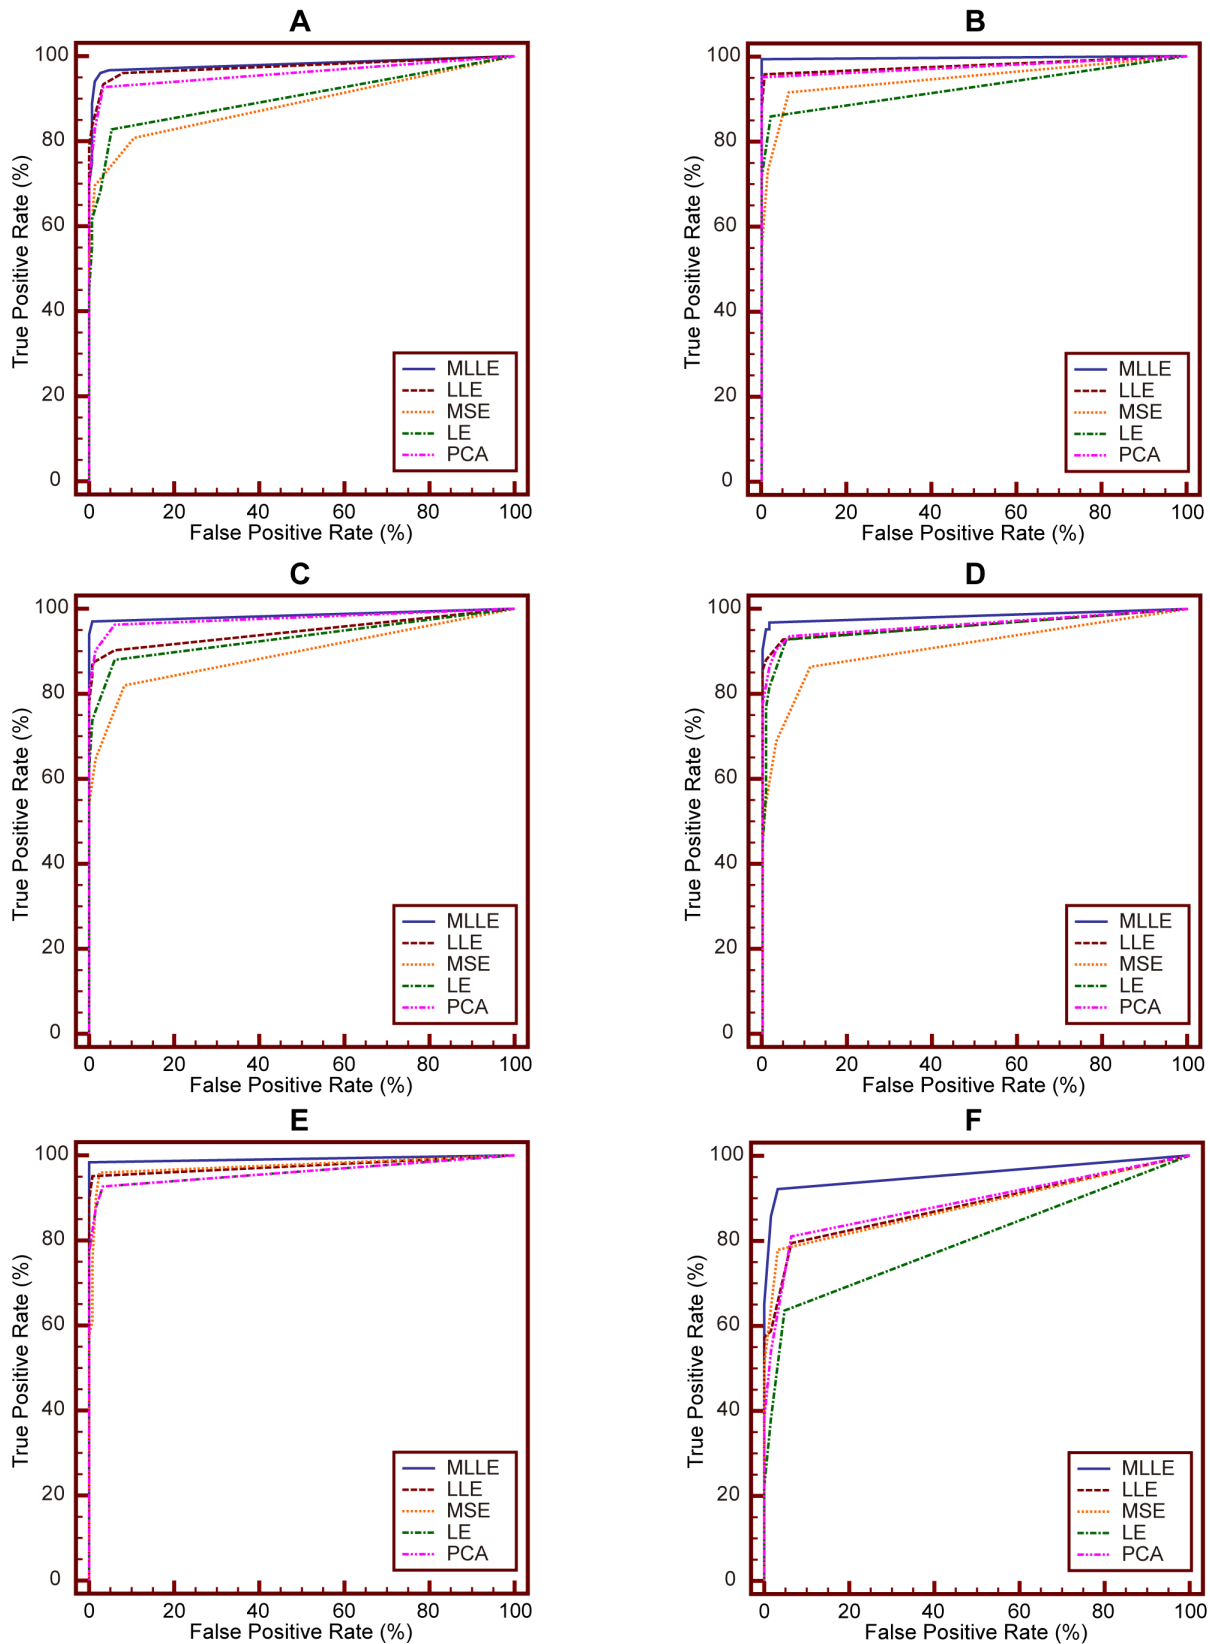 A
True Positive Rate (%)
100
80
60
40
20
0
MLLE
LLE
MSE
LE
PCA
0 20 40 60 80 100
False Positive Rate (%)
B
True Positive Rate (%)
100
80
60
40
20
0
MLLE
LLE
MSE
LE
PCA
0 20 40 60 80 100
False Positive Rate (%)
C
True Positive Rate (%)
100
80
60
40
20
0
MLLE
LLE
MSE
LE
PCA
0 20 40 60 80 100
False Positive Rate (%)
D
True Positive Rate (%)
100
80
60
40
20
0
MLLE
LLE
MSE
LE
PCA
0 20 40 60 80 100
False Positive Rate (%)
E
True Positive Rate (%)
100
80
60
40
20
0
MLLE
LLE
MSE
LE
PCA
0 20 40 60 80 100
False Positive Rate (%)
F
True Positive Rate (%)
100
80
60
40
20
0
MLLE
LLE
MSE
LE
PCA
0 20 40 60 80 100
False Positive Rate (%)